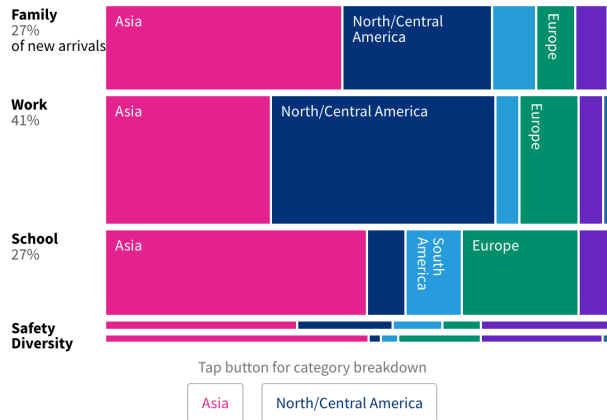 Family
27%
of new arrivals
Asia
North/Central
America
Europe
Work
41%
Asia
North/Central America
Europe
School
27%
Asia
South
America
Europe
Safety
Diversity
Tap button for category breakdown
Asia
North/Central America